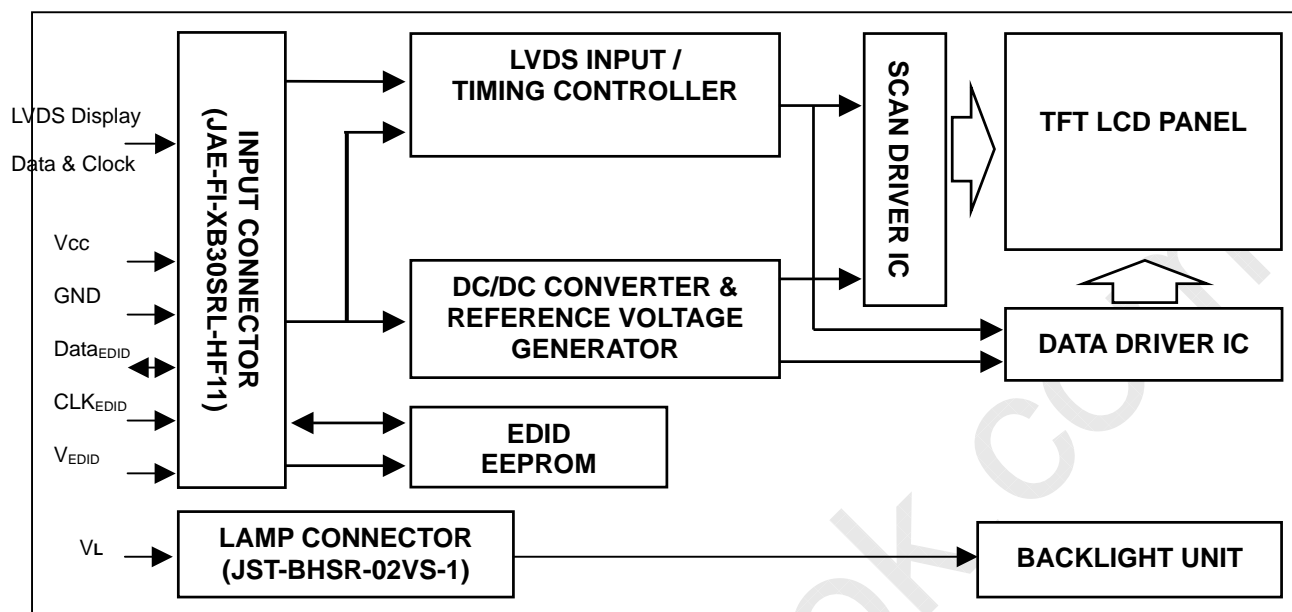 LVDS Display
Data & Clock
Vcc
GND
DataEDID
CLKEDID
VEDID
VL
INPUT CONNECTOR
(JAE-FI-XB30SRL-HF11)
LVDS INPUT /
TIMING CONTROLLER
DC/DC CONVERTER &
REFERENCE VOLTAGE
GENERATOR
EDID
EEPROM
LAMP CONNECTOR
(JST-BHSR-02VS-1)
SCAN DRIVER IC
TFT LCD PANEL
DATA DRIVER IC
BACKLIGHT UNIT